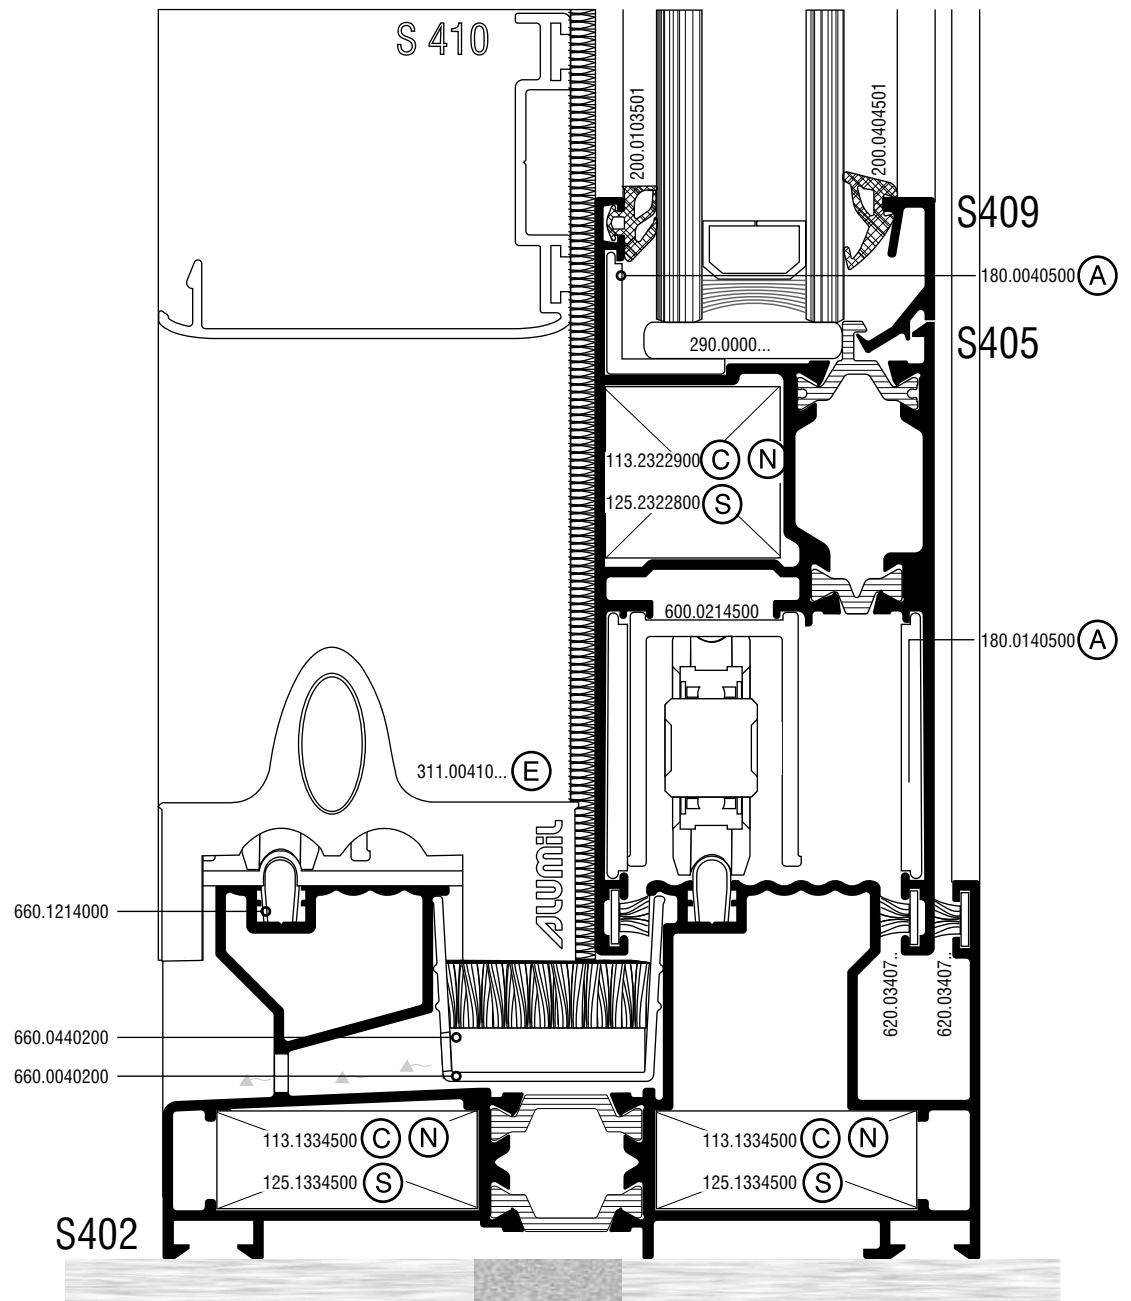 S 410
200.0103501
200.0404501
S409
180.0040500 A
S405
290.0000...
113.2322900 C N
125.2322800 S
600.0214500
180.0140500 A
311.00410... E
ALUMIL
660.1214000
620.03407...
620.03407...
660.0440200
660.0040200
113.1334500 C N
113.1334500 C N
125.1334500 S
125.1334500 S
S402